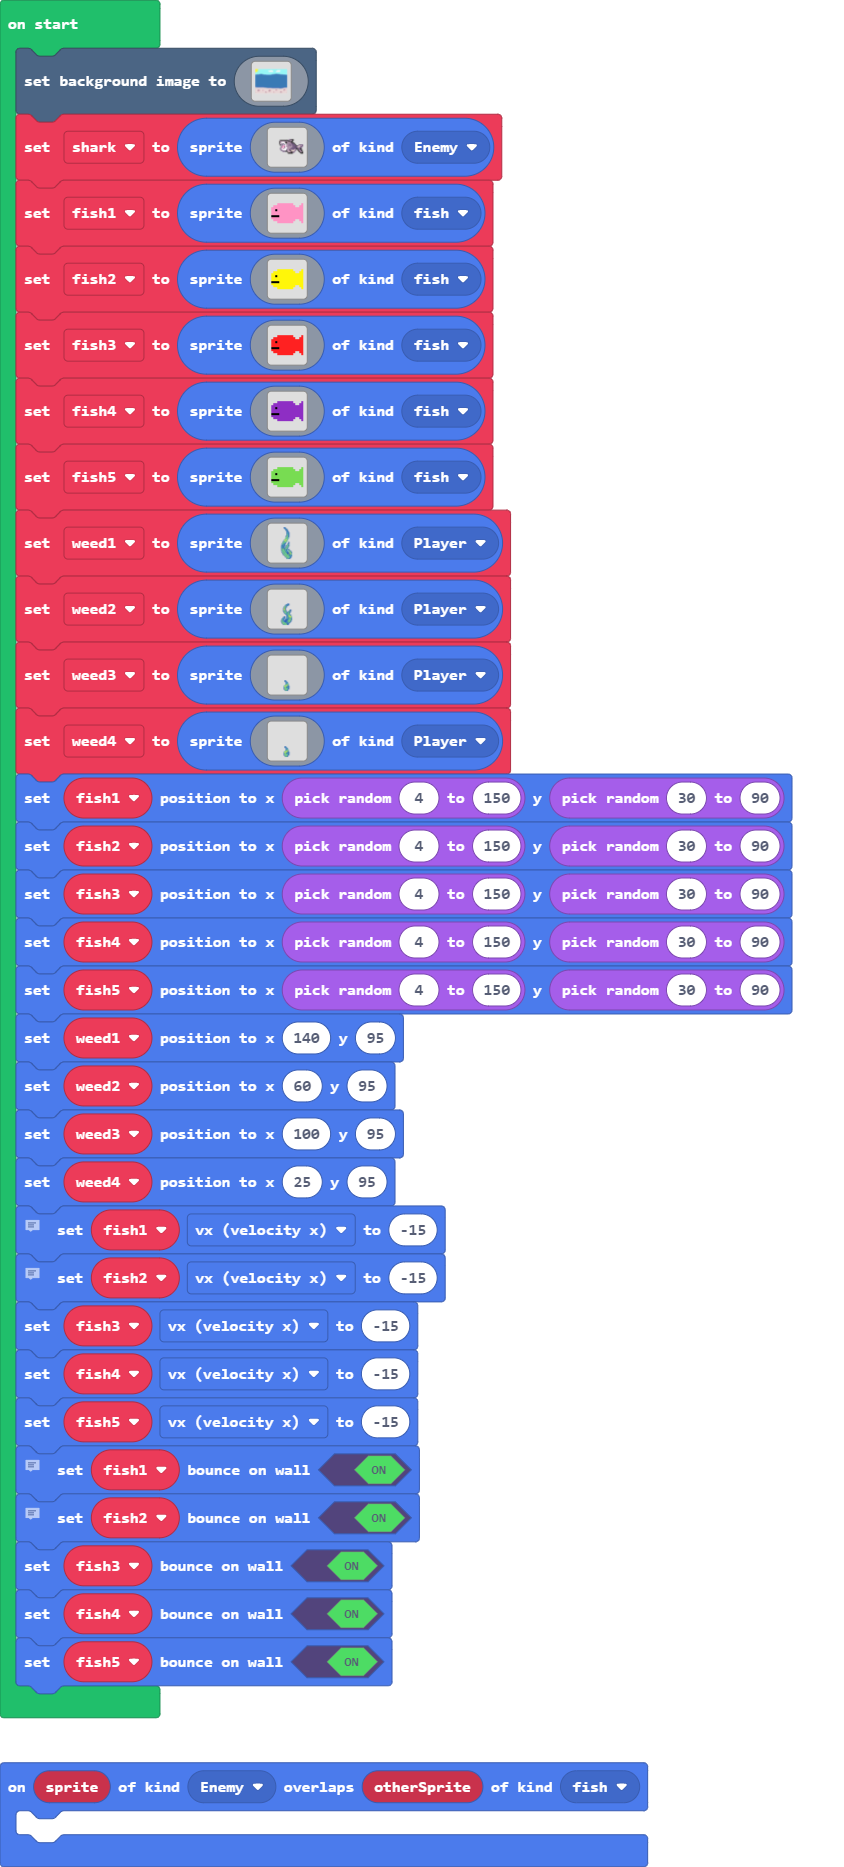 on start
set background image to
set shark to sprite of kind Enemy
set fish1 to sprite of kind fish
set fish2 to sprite of kind fish
set fish3 to sprite of kind fish
set fish4 to sprite of kind fish
set fish5 to sprite of kind fish
set weed1 to sprite of kind Player
set weed2 to sprite of kind Player
set weed3 to sprite of kind Player
set weed4 to sprite of kind Player
set fish1 position to x pick random 4 to 150 y pick random 30 to 90
set fish2 position to x pick random 4 to 150 y pick random 30 to 90
set fish3 position to x pick random 4 to 150 y pick random 30 to 90
set fish4 position to x pick random 4 to 150 y pick random 30 to 90
set fish5 position to x pick random 4 to 150 y pick random 30 to 90
set weed1 position to x 140 y 95
set weed2 position to x 60 y 95
set weed3 position to x 100 y 95
set weed4 position to x 25 y 95
set fish1 vx (velocity x) to -15
set fish2 vx (velocity x) to -15
set fish3 vx (velocity x) to -15
set fish4 vx (velocity x) to -15
set fish5 vx (velocity x) to -15
set fish1 bounce on wall ON
set fish2 bounce on wall ON
set fish3 bounce on wall ON
set fish4 bounce on wall ON
set fish5 bounce on wall ON
on sprite of kind Enemy overlaps otherSprite of kind fish